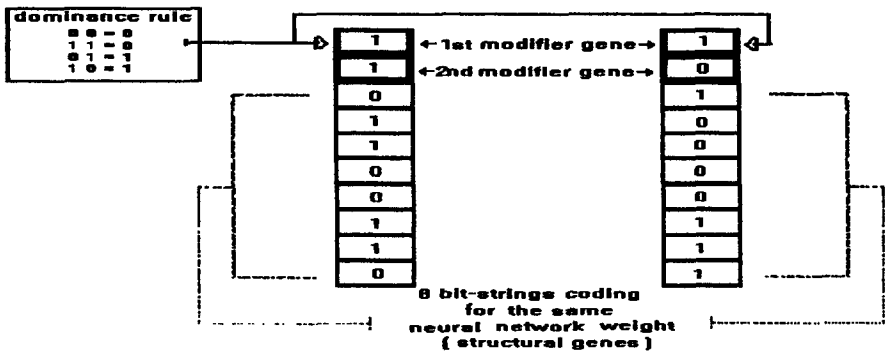 dominance rule
0 0 = 0
1 1 = 0
0 1 = 1
1 0 = 1
1 ←1st modifier gene→ 1
1 ←2nd modifier gene→ 0
0 1
1 0
1 0
0 0
0 0
1 1
1 1
0 1
8 bit-strings coding
for the same
neural network weight
( structural genes )